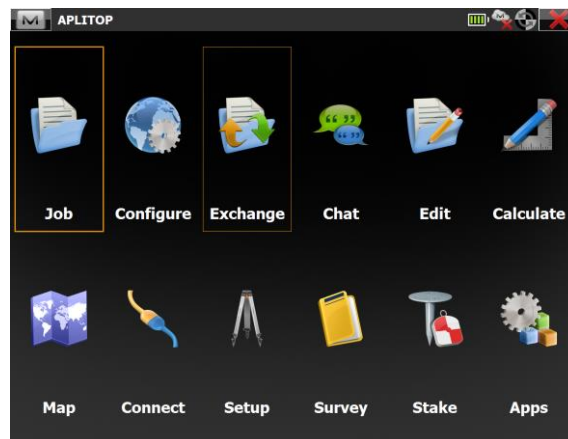 M APLITOP
Job Configure Exchange Chat Edit Calculate
Map Connect Setup Survey Stake Apps